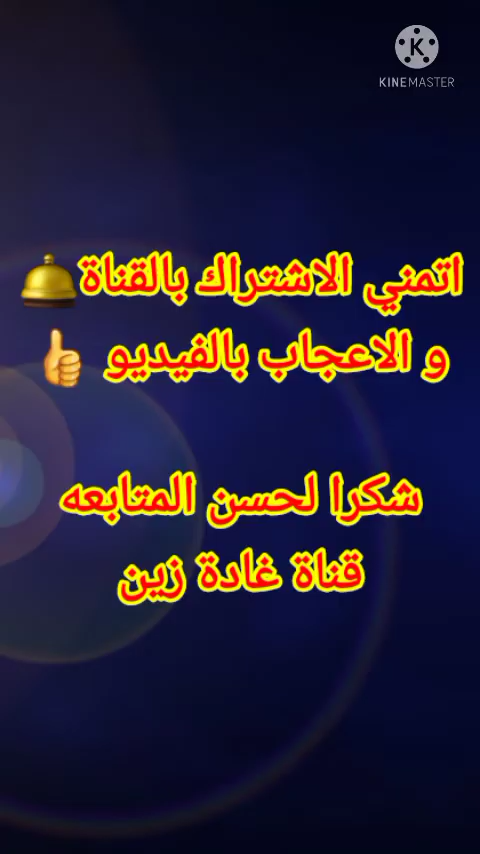 KINEMASTER
اتمني الاشتراك بالقناة🛎️
و الاعجاب بالفيديو 👍
شكرا لحسن المتابعه
قناة غادة زين